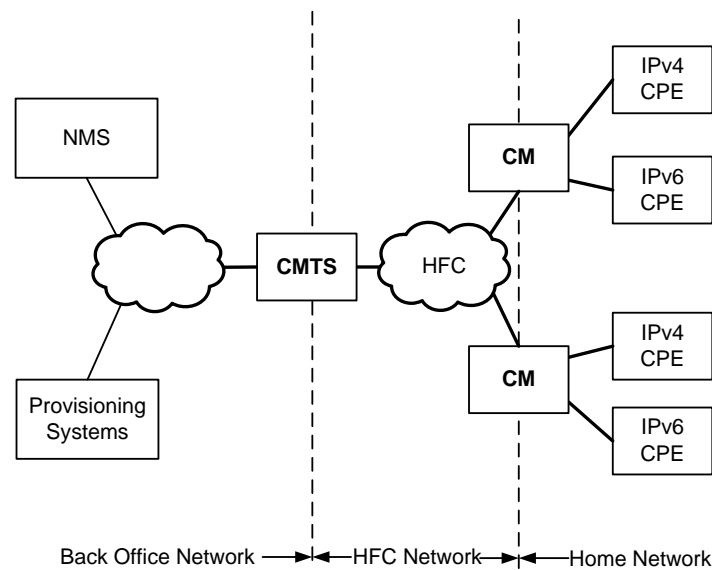 NMS
Provisioning
Systems
CMTS
HFC
CM
IPv4
CPE
IPv6
CPE
CM
IPv4
CPE
IPv6
CPE
Back Office Network
HFC Network
Home Network